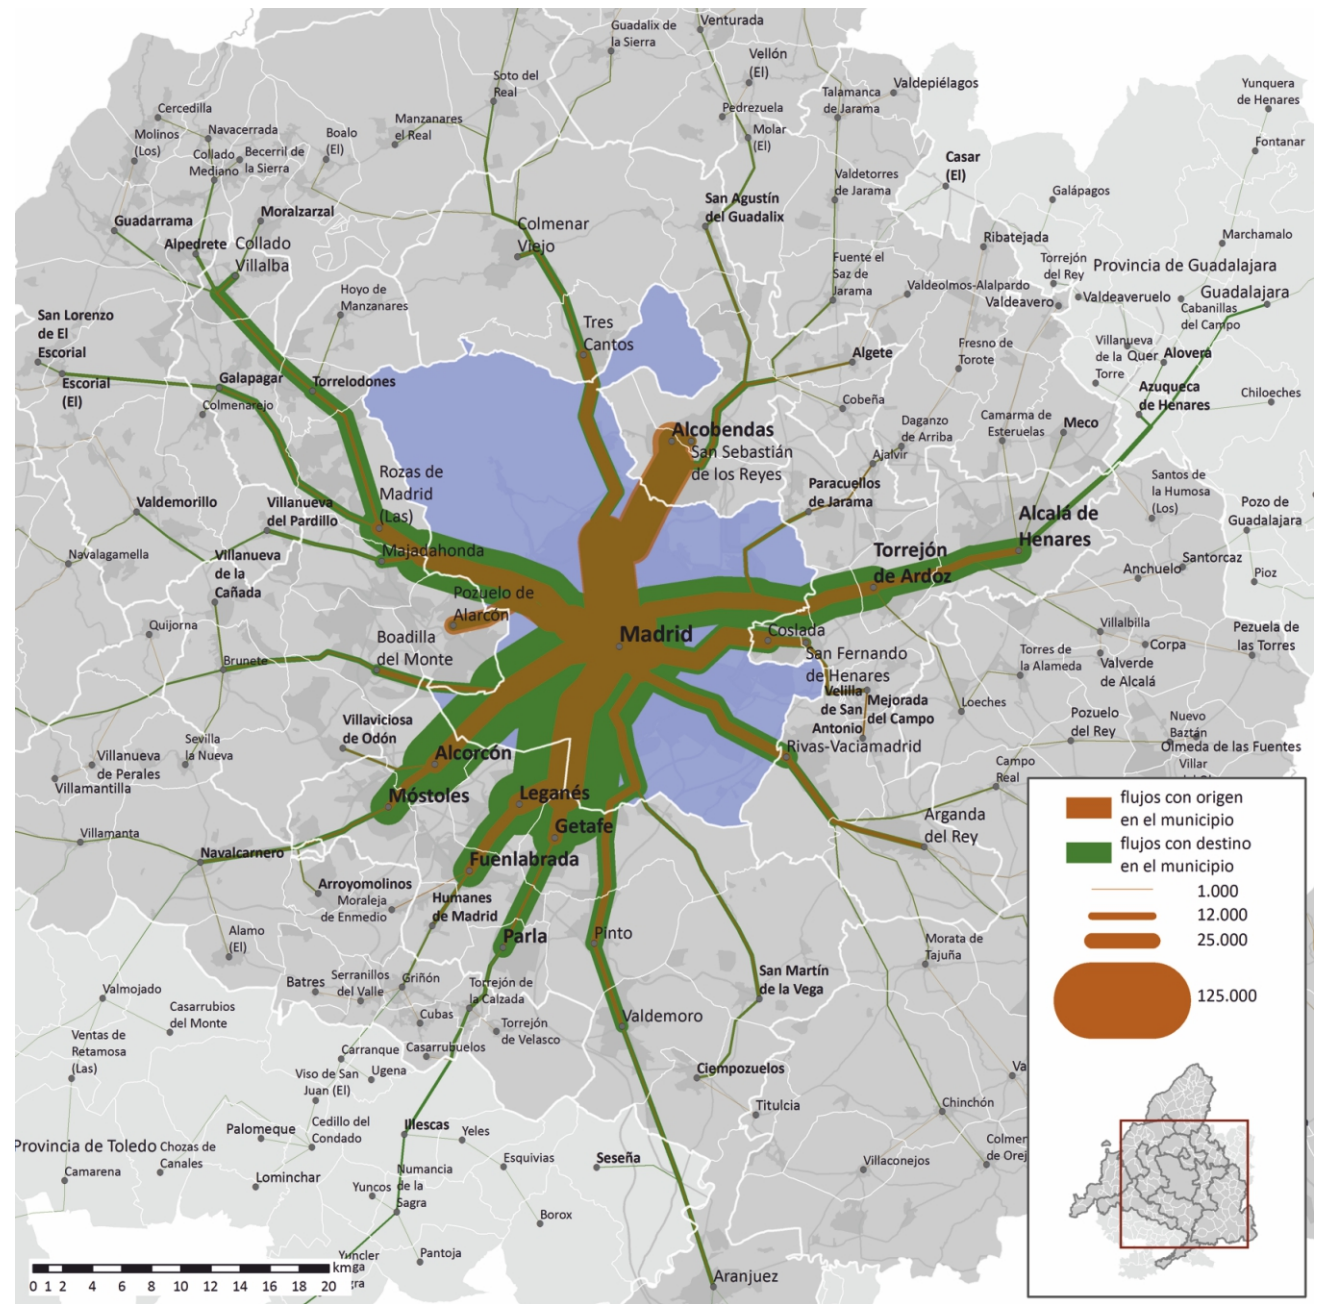 Guadalix de
la Sierra
Venturada
Vellón
(El)
Soto del
Real
Valdepiélagos
Talamanca
de Jarama
Yunquera
de Henares
Cercedilla
Pedrezuela
Manzanares
el Real
Navacerrada
Molinos
(Los)
Boalo
(El)
Molar
(El)
Fontanar
Collado
Mediano
Becerril de
la Sierra
Casar
(El)
Valdetorres
de Jarama
Galápagos
San Agustín
del Guadalix
Guadarrama
Moralzarzal
Colmenar
Viejo
Marchamalo
Ribatejada
Alpedrete
Collado
Villalba
Fuente el
Saz de
Jarama
Torrejón
del Rey
Provincia de Guadalajara
Hoyo de
Manzanares
Valdeolmos-Alalpardo
Valdeavero
Valdeaveruelo
Guadalajara
Cabanillas
del Campo
San Lorenzo
de El
Escorial
Tres
Cantos
Fresno de
Torote
Villanueva
de la
Torre
Quer
Alovera
Algete
Escorial
(El)
Galapagar
Torrelodones
Azuqueca
de Henares
Chiloeches
Colmenarejo
Cobeña
Camarma de
Esteruelas
Meco
Daganzo
de Arriba
Alcobendas
San Sebastián
de los Reyes
Ajalvir
Rozas de
Madrid
(Las)
Paracuellos
de Jarama
Santos de
la Humosa
(Los)
Valdemorillo
Villanueva
del Pardillo
Alcalá de
Henares
Pozo de
Guadalajara
Navalagamella
Majadahonda
Torrejón
de Ardoz
Villanueva
de la
Cañada
Santorcaz
Anchuelo
Pioz
Pozuelo de
Alarcón
Quijorna
Boadilla
del Monte
Madrid
Coslada
Villalbilla
Pezuela de
las Torres
San Fernando
de Henares
Torres de
la Alameda
Corpa
Valverde
de Alcalá
Brunete
Velilla
de San
Antonio
Mejorada
del Campo
Loeches
Villaviciosa
de Odón
Pozuelo
del Rey
Nuevo
Baztán
Sevilla
la Nueva
Rivas-Vaciamadrid
Olmeda de las Fuentes
Villanueva
de Perales
Alcorcón
Campo
Real
Villar
Villamantilla
Móstoles
Leganés
Getafe
Arganda
del Rey
Villamanta
Navalcarnero
Fuenlabrada
Arroyomolinos
Moraleja
de Enmedio
Humanes
de Madrid
Alamo
(El)
Parla
Pinto
Morata de
Tajuña
Batres
Serranillos
del Valle
Griñón
Torrejón de
la Calzada
San Martín
de la Vega
Valmojado
Casarrubios
del Monte
Cubas
Torrejón
de Velasco
Valdemoro
Ventas de
Retamosa
(Las)
Carranque
Casarrubuelos
Viso de San
Juan (El)
Ugena
Ciempozuelos
Va
Titulcia
Chinchón
Palomeque
Cedillo del
Condado
Illescas
Yeles
Colmen
de Orej
Provincia de Toledo
Chozas de
Canales
Esquivias
Seseña
Villaconejos
Camarena
Lominchar
Yuncos
Numancia
de la
Sagra
Borox
Yuncler
Pantoja
Aranjuez
ga
gra
flujos con origen
en el municipio
flujos con destino
en el municipio
1.000
12.000
25.000
125.000
0 1 2 4 6 8 10 12 14 16 18 20 km